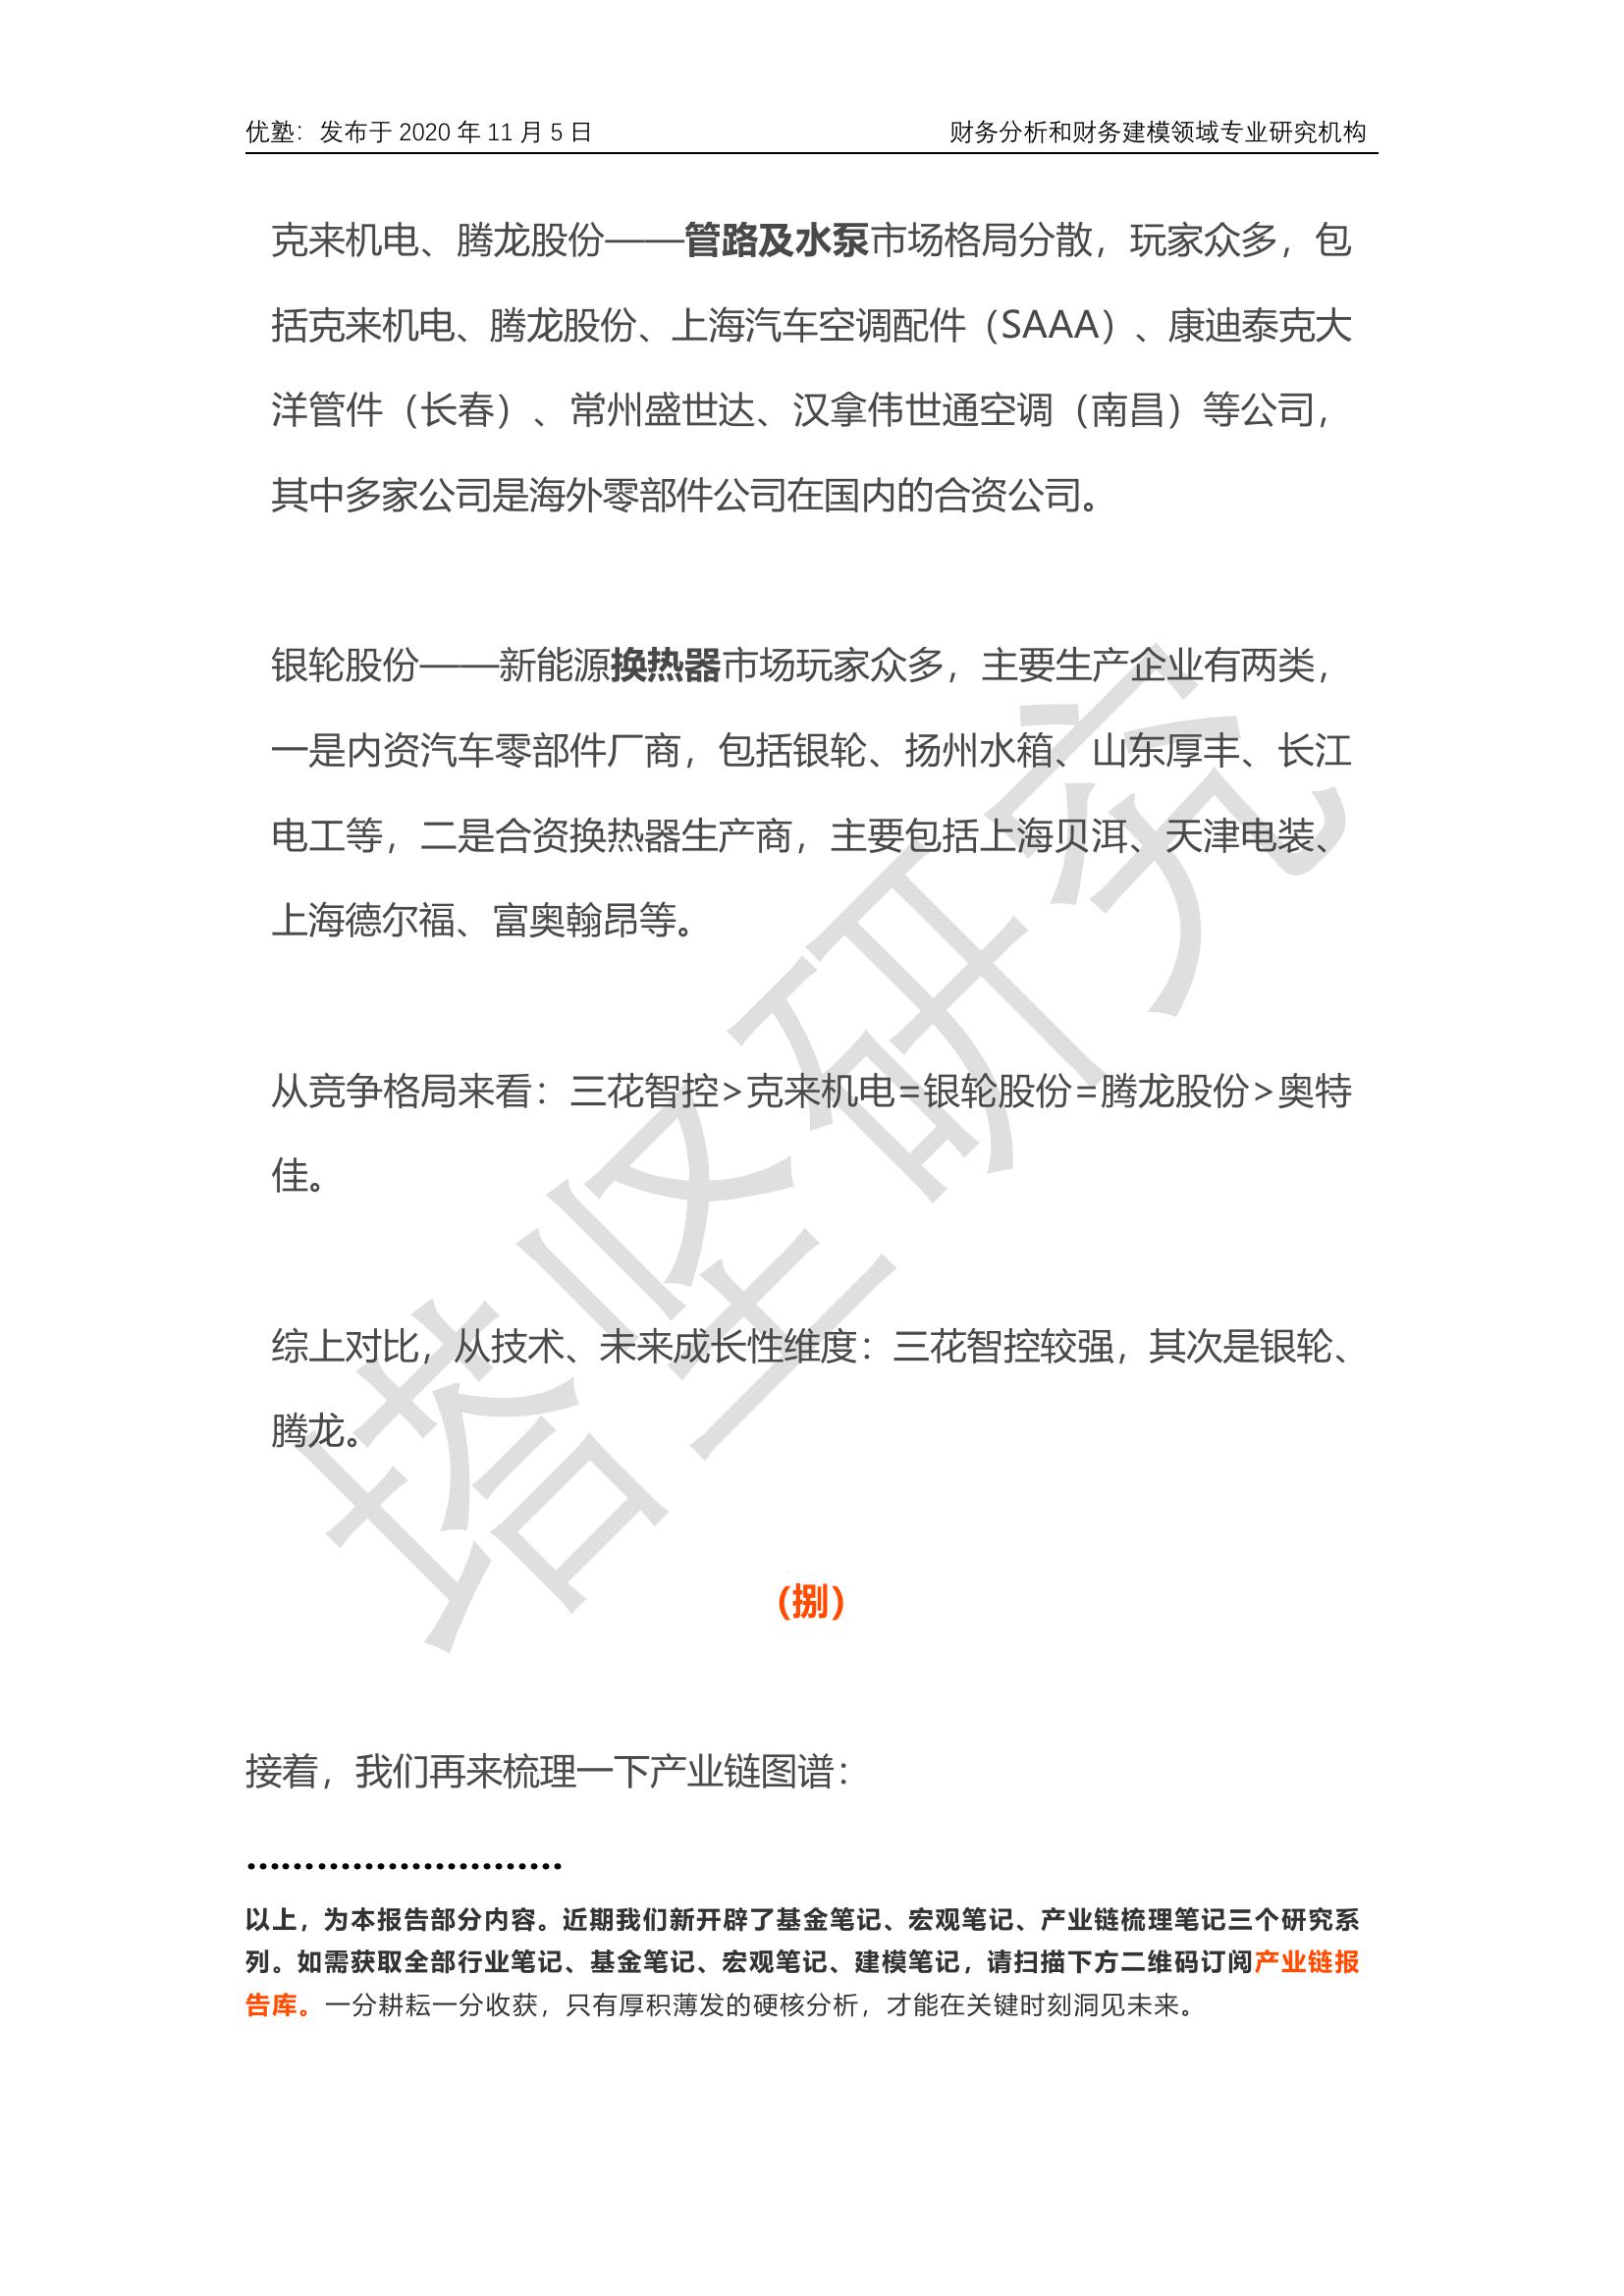 优塾：发布于 2020 年 11 月 5 日
财务分析和财务建模领域专业研究机构
克来机电、腾龙股份——管路及水泵市场格局分散，玩家众多，包
括克来机电、腾龙股份、上海汽车空调配件（SAAA）、康迪泰克大
洋管件（长春）、常州盛世达、汉拿伟世通空调（南昌）等公司，
其中多家公司是海外零部件公司在国内的合资公司。
银轮股份——新能源换热器市场玩家众多，主要生产企业有两类，
一是内资汽车零部件厂商，包括银轮、扬州水箱、山东厚丰、长江
电工等，二是合资换热器生产商，主要包括上海贝洱、天津电装、
上海德尔福、富奥翰昂等。
从竞争格局来看：三花智控>克来机电=银轮股份=腾龙股份>奥特
佳。
综上对比，从技术、未来成长性维度：三花智控较强，其次是银轮、
腾龙。
（捌）
接着，我们再来梳理一下产业链图谱：
…………………………
以上，为本报告部分内容。近期我们新开辟了基金笔记、宏观笔记、产业链梳理笔记三个研究系
列。如需获取全部行业笔记、基金笔记、宏观笔记、建模笔记，请扫描下方二维码订阅产业链报
告库。一分耕耘一分收获，只有厚积薄发的硬核分析，才能在关键时刻洞见未来。
塔坚研究